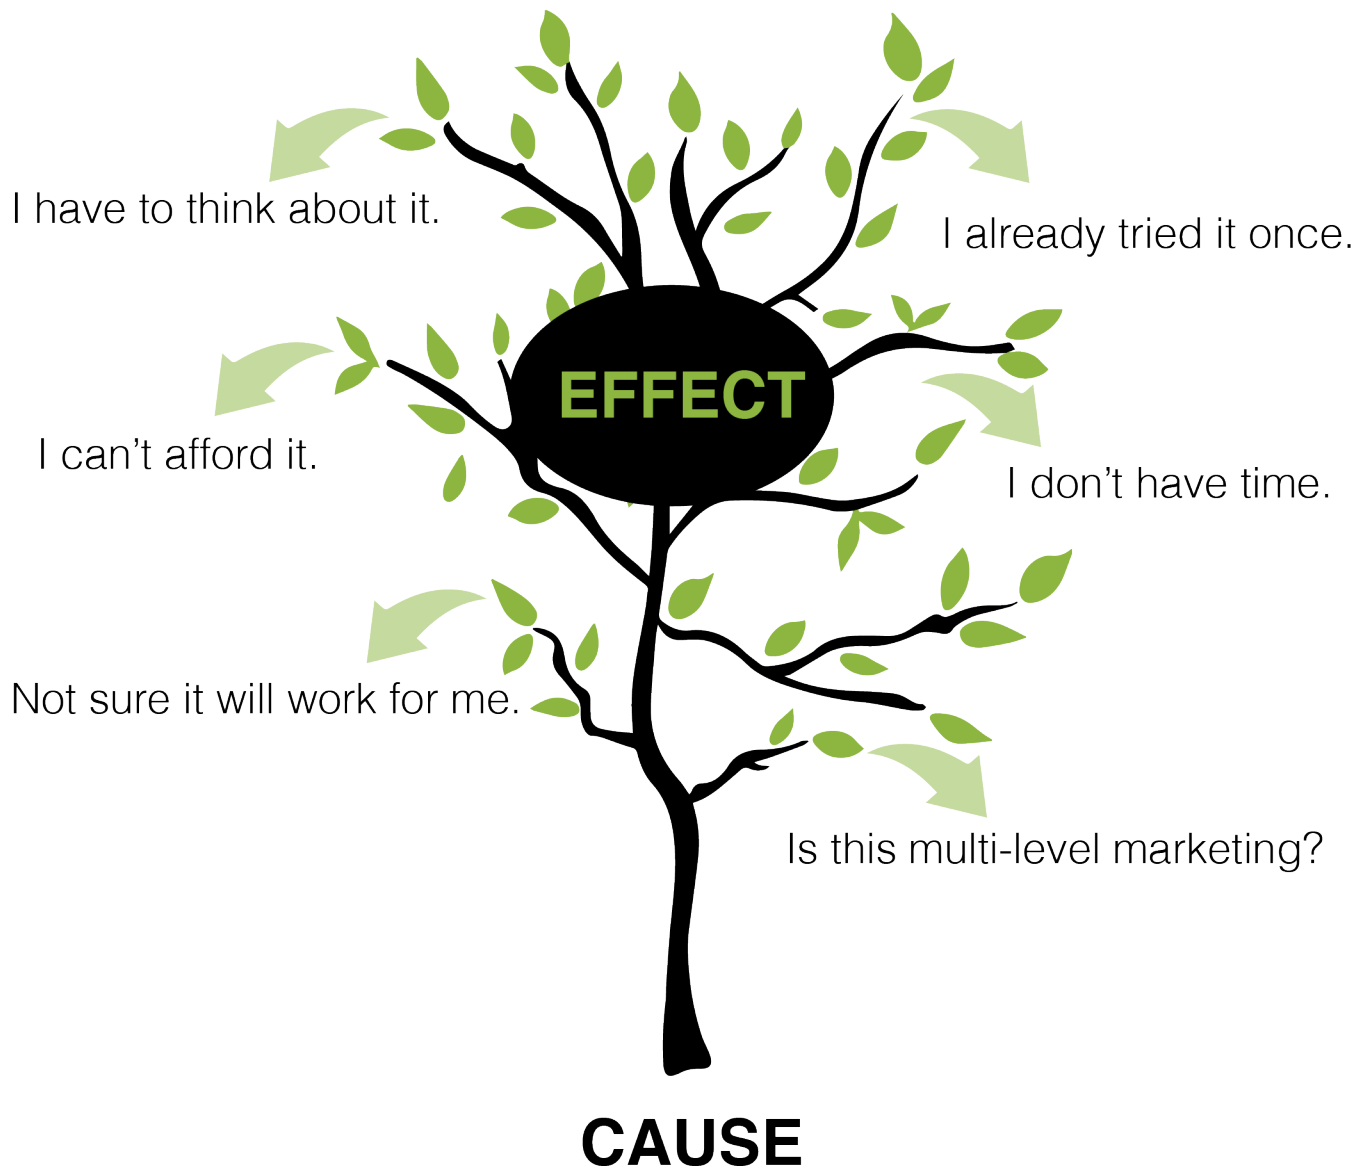 I have to think about it.
I already tried it once.
EFFECT
I can't afford it.
I don't have time.
Not sure it will work for me.
Is this multi-level marketing?
CAUSE